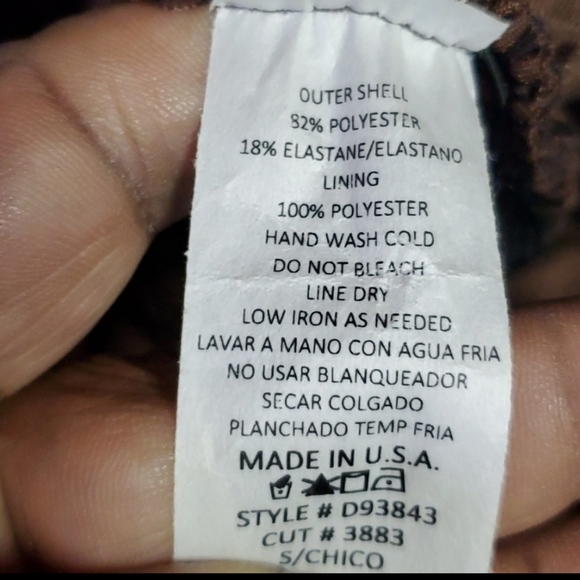 OUTER SHELL
82% POLYESTER
18% ELASTANE/ELASTANO
LINING
100% POLYESTER
HAND WASH COLD
DO NOT BLEACH
LINE DRY
LOW IRON AS NEEDED
LAVAR A MANO CON AGUA FRIA
NO USAR BLANQUEADOR
SECAR COLGADO
PLANCHADO TEMP FRIA
MADE IN U.S.A.
STYLE # D93843
CUT # 3883
S/CHICO